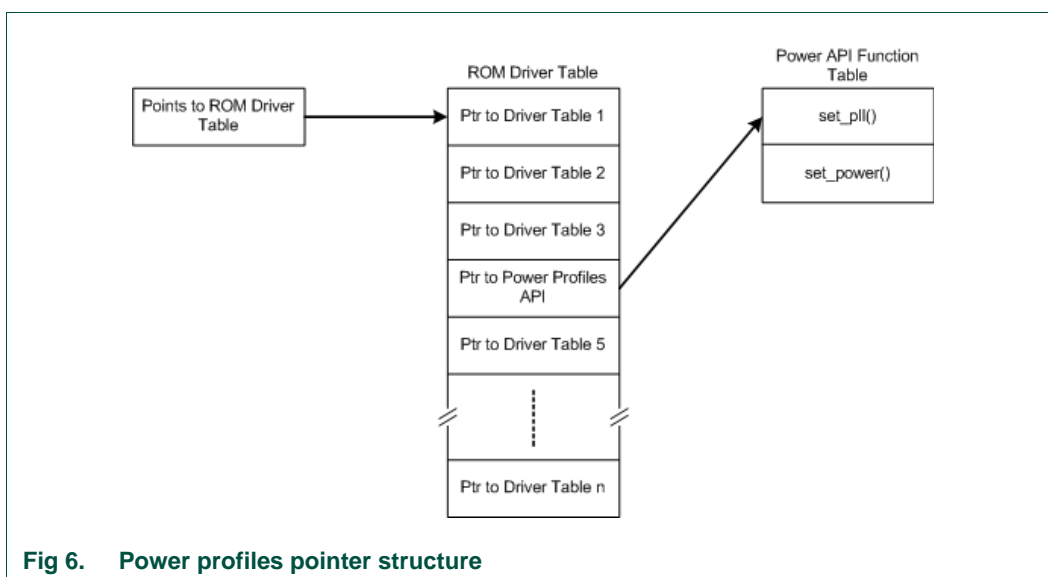 Points to ROM Driver
Table
ROM Driver Table
Ptr to Driver Table 1
Ptr to Driver Table 2
Ptr to Driver Table 3
Ptr to Power Profiles
API
Ptr to Driver Table 5
Ptr to Driver Table n
Power API Function
Table
set_pll()
set_power()
Fig 6. Power profiles pointer structure